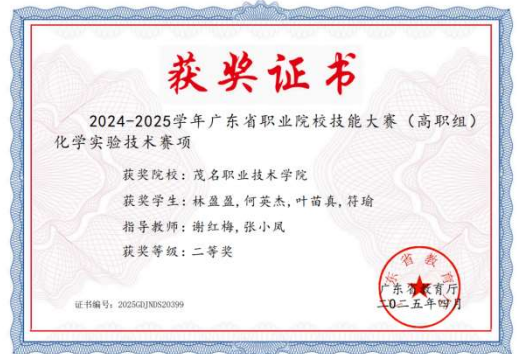 获奖证书
2024-2025学年广东省职业院校技能大赛（高职组）
化学实验技术赛项
获奖院校：茂名职业技术学院
获奖学生：林盈盈,何英杰,叶苗真,符瑜
指导教师：谢红梅,张小凤
获奖等级：二等奖
东省教育
广东省教育厅
证书编号：2025GDJNDS20399
二〇二五年四月